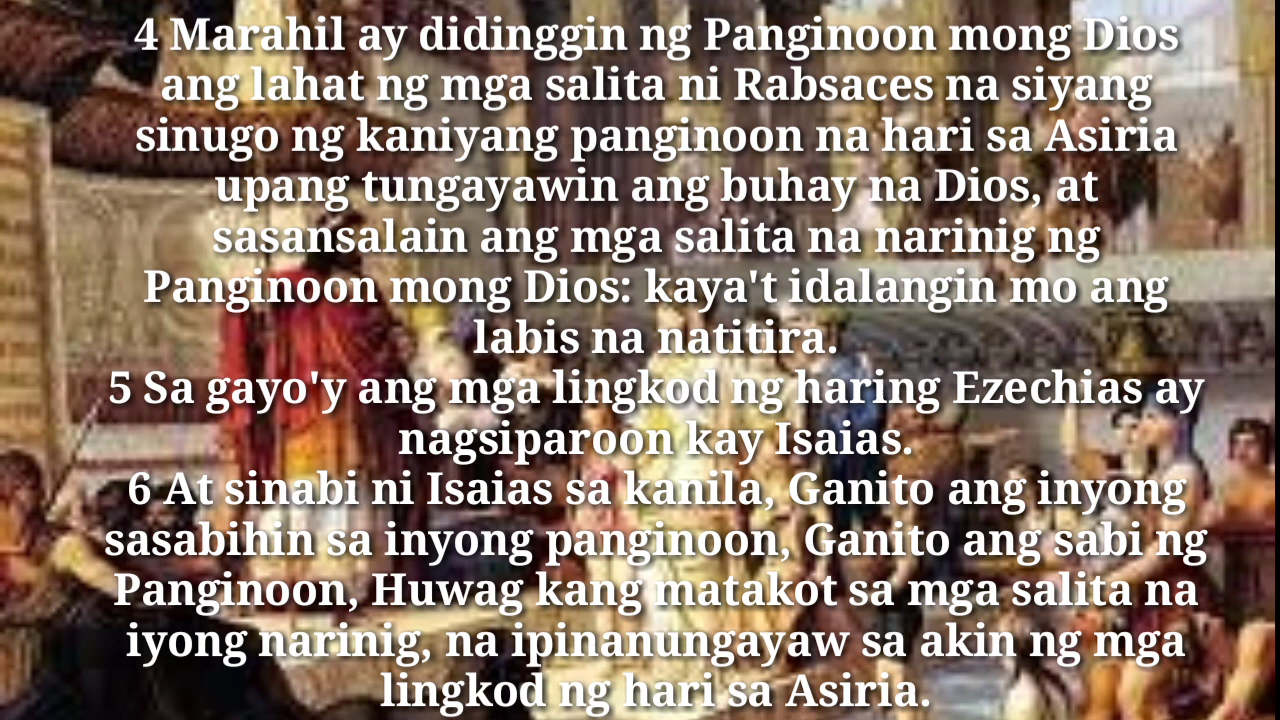 4 Marahil ay didinggin ng Panginoon mong Dios
ang lahat ng mga salita ni Rabsaces na siyang
sinugo ng kaniyang panginoon na hari sa Asiria
upang tungayawin ang buhay na Dios, at
sasansalain ang mga salita na narinig ng
Panginoon mong Dios: kaya't idalangin mo ang
labis na natitira.
5 Sa gayo'y ang mga lingkod ng haring Ezechias ay
nagsiparoon kay Isaias.
6 At sinabi ni Isaias sa kanila, Ganito ang inyong
sasabihin sa inyong panginoon, Ganito ang sabi ng
Panginoon, Huwag kang matakot sa mga salita na
iyong narinig, na ipinanungayaw sa akin ng mga
lingkod ng hari sa Asiria.